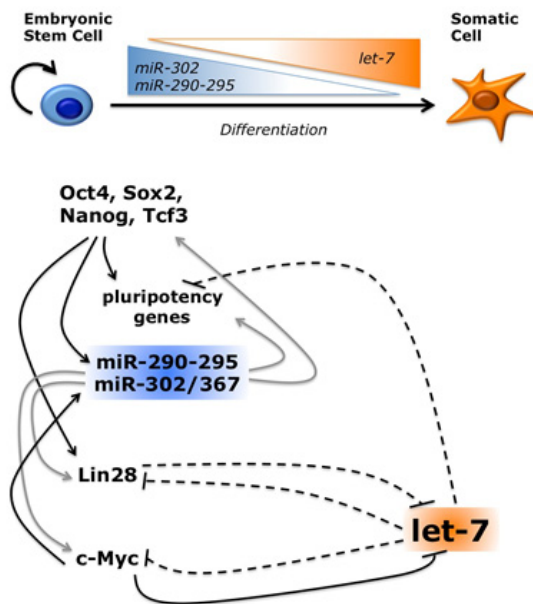 Embryonic
Stem Cell
Somatic
Cell
let-7
miR-302
miR-290-295
Differentiation
Oct4, Sox2,
Nanog, Tcf3
pluripotency
genes
miR-290-295
miR-302/367
Lin28
let-7
c-Myc